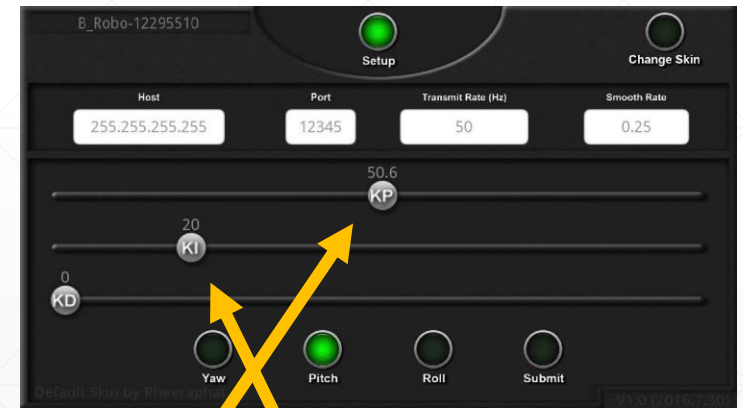 B_Robo-12295510
Setup
Change Skin
Host Port Transmit Rate (Hz) Smooth Rate
255.255.255.255 12345 50 0.25
50.6
KP
20
KI
0
KD
Yaw Pitch Roll Submit
Default Skin by Pheeraphat
V1.0 (2016.7.30)